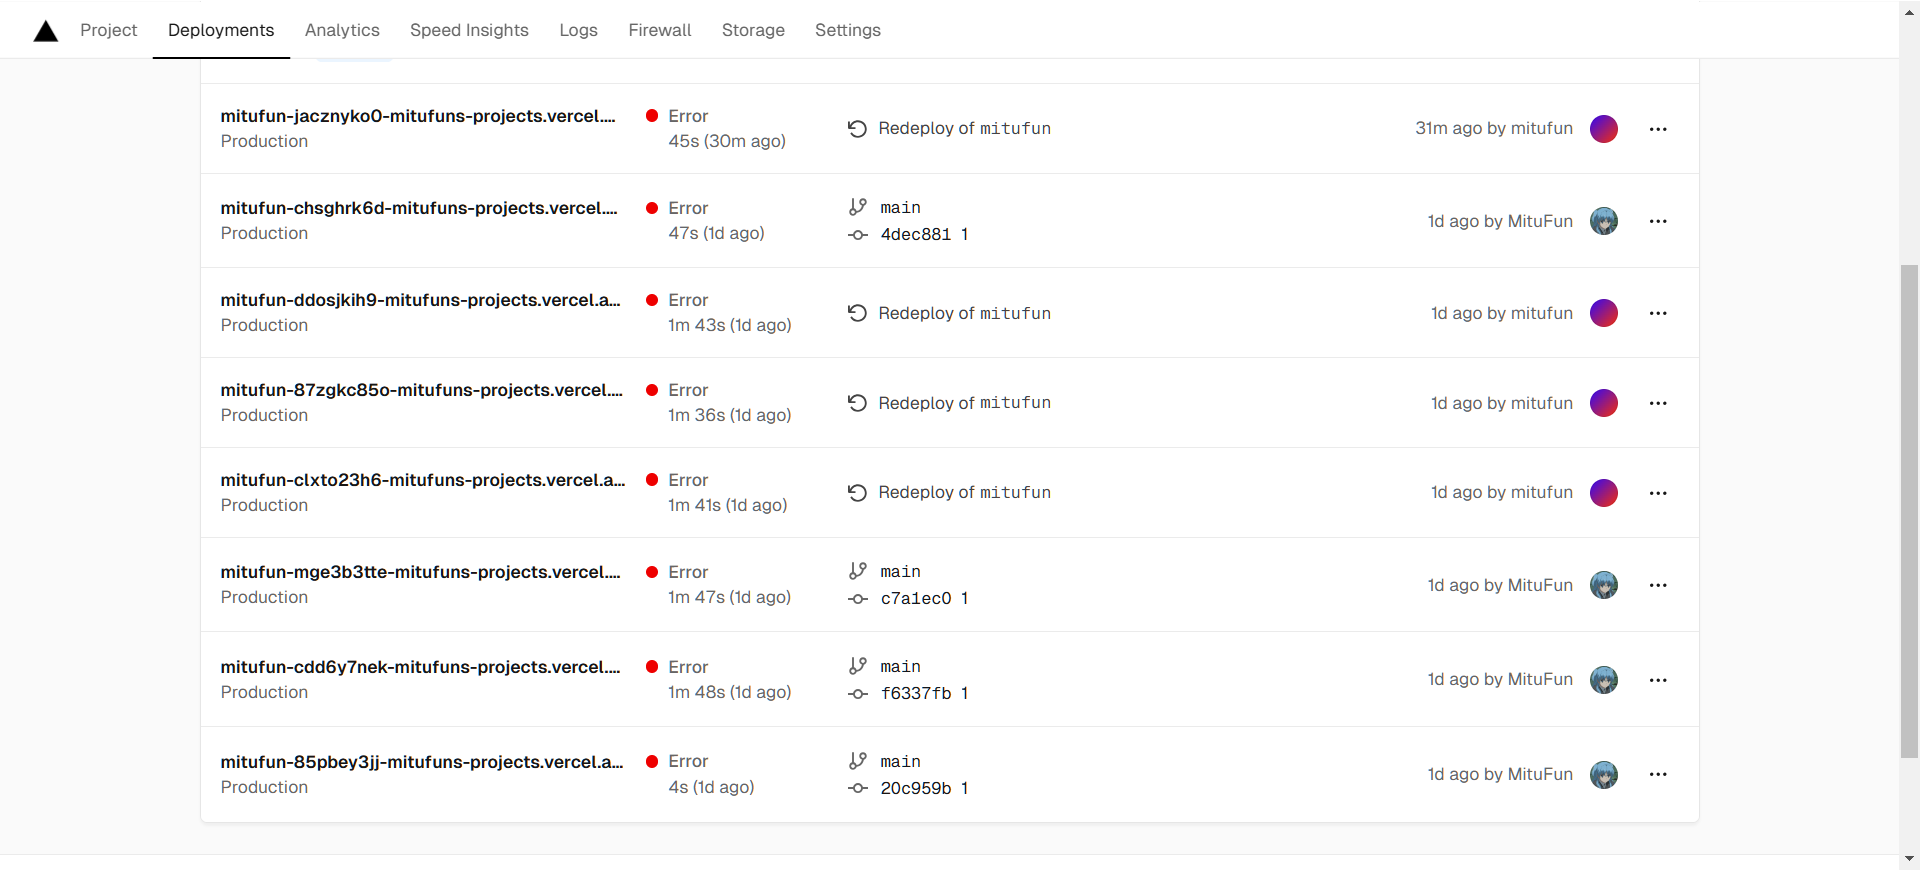 Project Deployments Analytics Speed Insights Logs Firewall Storage Settings
mitufun-jacznyko0-mitufuns-projects.vercel....
Production
Error
45s (30m ago)
Redeploy of mitufun
31m ago by mitufun
mitufun-chsghrk6d-mitufuns-projects.vercel....
Production
Error
47s (1d ago)
main
4dec881 1
1d ago by MituFun
mitufun-ddosjkih9-mitufuns-projects.vercel.a...
Production
Error
1m 43s (1d ago)
Redeploy of mitufun
1d ago by mitufun
mitufun-87zgkc85o-mitufuns-projects.vercel....
Production
Error
1m 36s (1d ago)
Redeploy of mitufun
1d ago by mitufun
mitufun-clxto23h6-mitufuns-projects.vercel.a...
Production
Error
1m 41s (1d ago)
Redeploy of mitufun
1d ago by mitufun
mitufun-mge3b3tte-mitufuns-projects.vercel....
Production
Error
1m 47s (1d ago)
main
c7a1ec0 1
1d ago by MituFun
mitufun-cdd6y7nek-mitufuns-projects.vercel....
Production
Error
1m 48s (1d ago)
main
f6337fb 1
1d ago by MituFun
mitufun-85pbey3jj-mitufuns-projects.vercel.a...
Production
Error
4s (1d ago)
main
20c959b 1
1d ago by MituFun